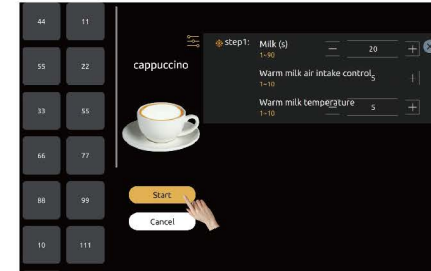 44 11
55 22
33 55
66 77
88 99
10 111
cappuccino
Start
Cancel
step1: Milk (s) — 20 +
1~90
Warm milk air intake control 5
1~10
Warm milk temperature 5 +
1~10